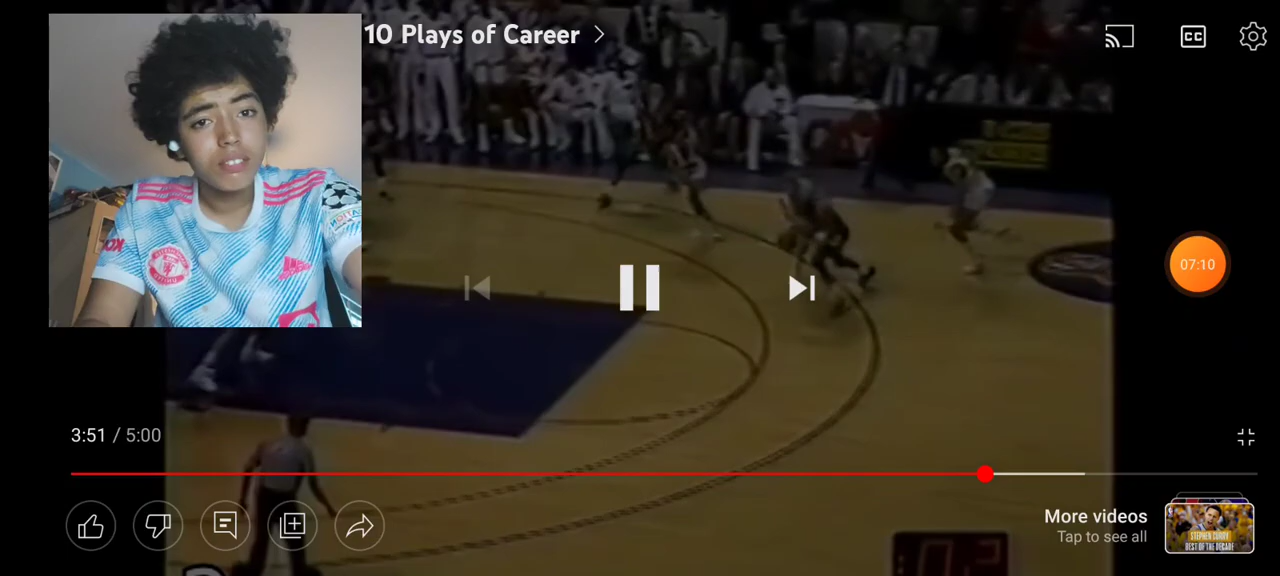 10 Plays of Career
CC
07:10
3:51 / 5:00
More videos
Tap to see all
STEPHEN CURRY
BEST OF THE DECADE